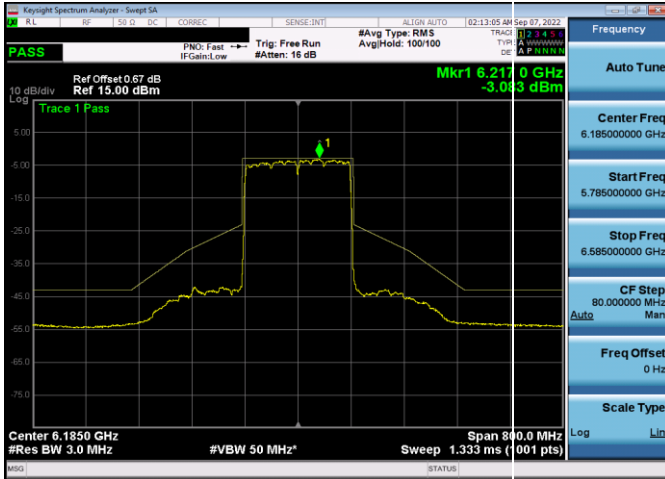 Keysight Spectrum Analyzer - Swept SA
RL RF 50 Ω DC CORREC SENSE:INT ALIGN AUTO 02:13:05 AM Sep 07, 2022
Frequency
#Avg Type: RMS
TRACE 1 2 3 4 5 6
PASS
PNO: Fast
Trig: Free Run
Avg|Hold: 100/100
IFGain:Low
#Atten: 16 dB
A P N N N N
Auto Tune
Mkr1 6.217 0 GHz
-3.083 dBm
Ref Offset 0.67 dB
10 dB/div
Ref 15.00 dBm
Log
Trace 1 Pass
1
5.00
-5.00
-15.0
-25.0
-35.0
-45.0
-55.0
-65.0
-75.0
Center Freq
6.185000000 GHz
Start Freq
5.785000000 GHz
Stop Freq
6.585000000 GHz
CF Step
80.000000 MHz
Auto Man
Freq Offset
0 Hz
Scale Type
Log Lin
Center 6.1850 GHz
Span 800.0 MHz
#Res BW 3.0 MHz
#VBW 50 MHz*
Sweep 1.333 ms (1001 pts)
MSG
STATUS